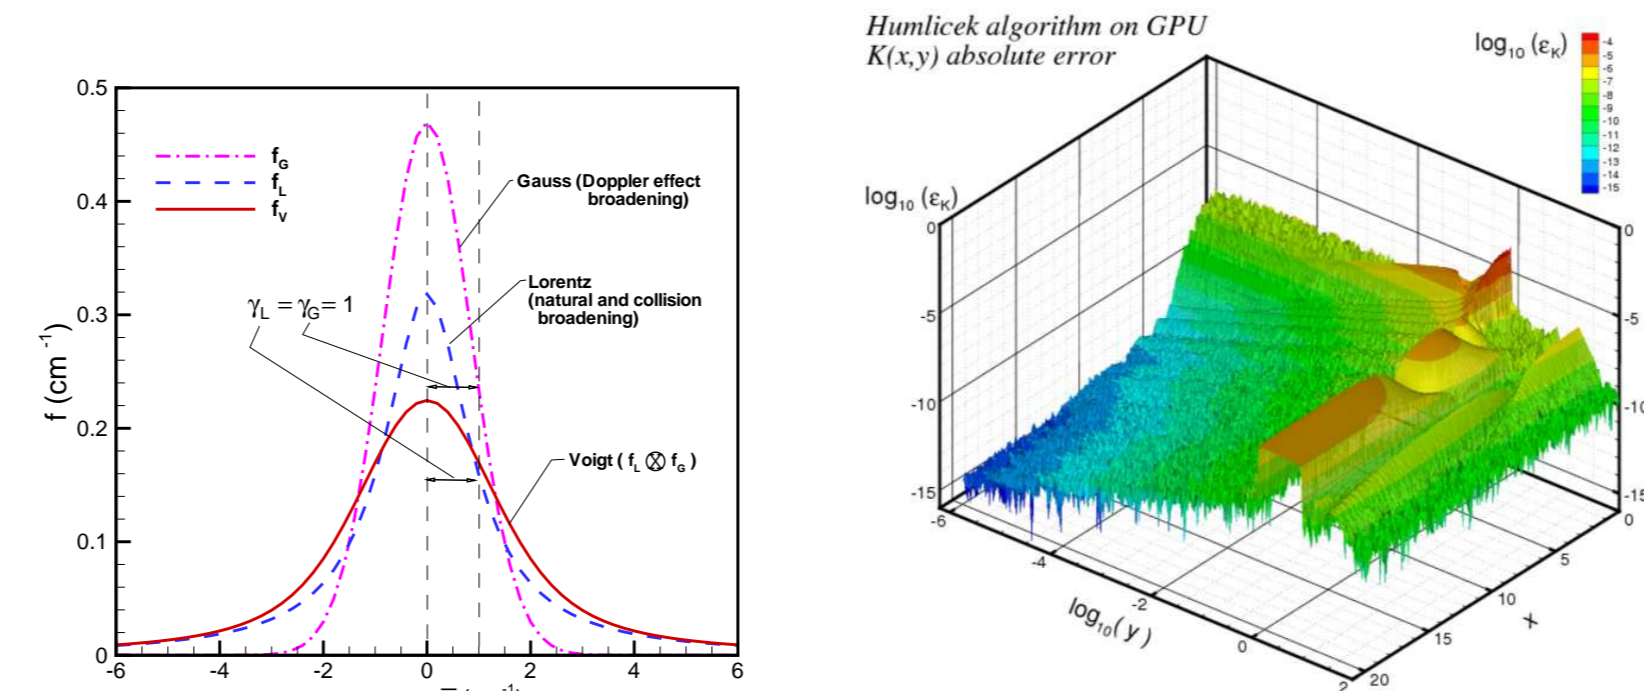 0.5
0.4
0.3
0.2
0.1
0
f (cm⁻¹)
f_G
f_L
f_V
Gauss (Doppler effect
broadening)
Lorentz
(natural and collision
broadening)
γ_L = γ_G = 1
Voigt ( f_L ⊗ f_G )
-6 -4 -2 0 2 4 6
Humlicek algorithm on GPU
K(x,y) absolute error
log₁₀ (ε_K)
-4
-5
-6
-7
-8
-9
-10
-11
-12
-13
-14
-15
log₁₀ (ε_K)
0
-5
-10
-15
0
-5
-10
-15
-6
-4
-2
0
2
log₁₀(y)
0
5
10
15
20
x